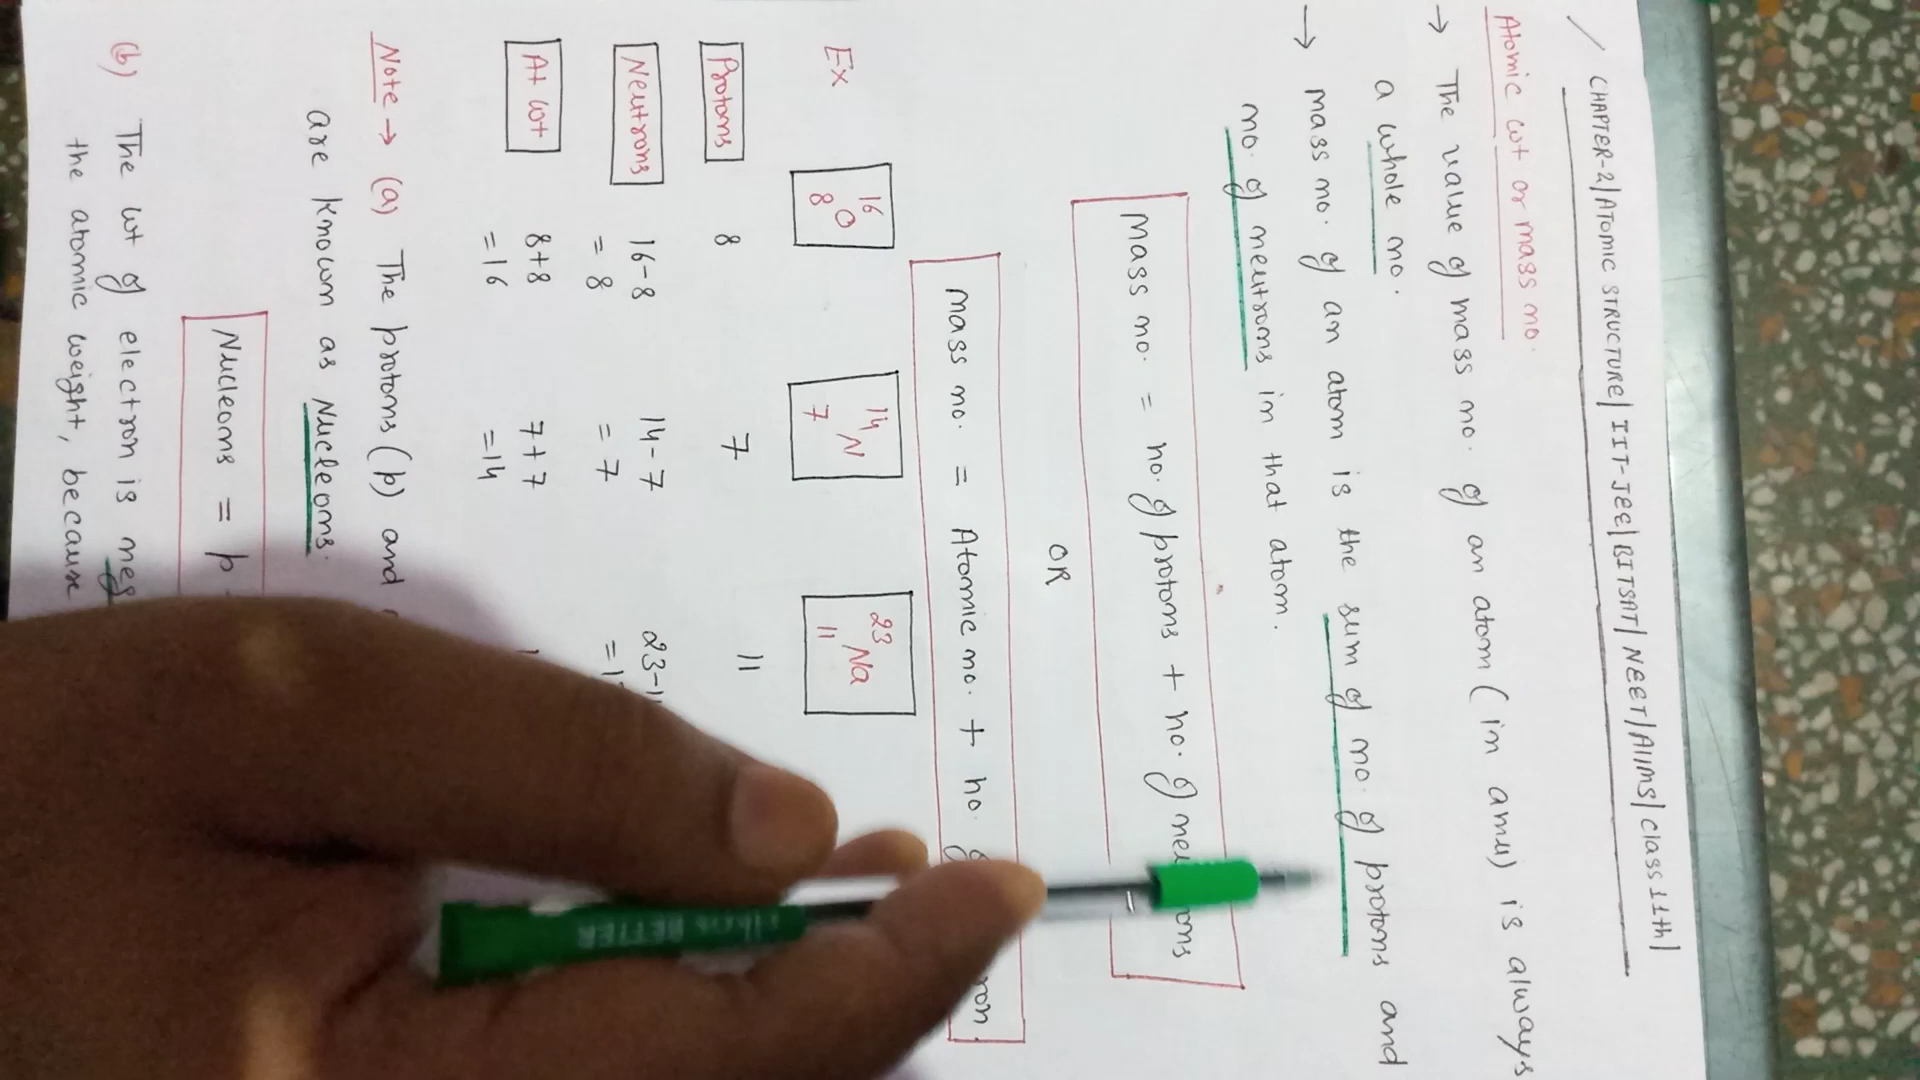 CHAPTER-2/ATOMIC STRUCTURE/ IIT-JEE/BITSAT/NEET/AIIMS/class 11th/
Atomic wt or mass no.
→ The value of mass no. of an atom (in amu) is always
a whole no.
→ mass no. of an atom is the sum of no. of protons and
no. of neutrons in that atom.
mass no. = no. of protons + no. of neutrons
OR
mass no. = Atomic no. + no. of
Ex 16 8 O 14 7 N 23 11 Na
Protons 8 7 11
Neutrons 16-8 14-7 23-
= 8 = 7 =
At wt 8+8 7+7
= 16 =14
Note → (a) The protons (p) and
are known as Nucleons.
Nucleons = p
(b) The wt of electron is neg
the atomic weight, because
BETTER